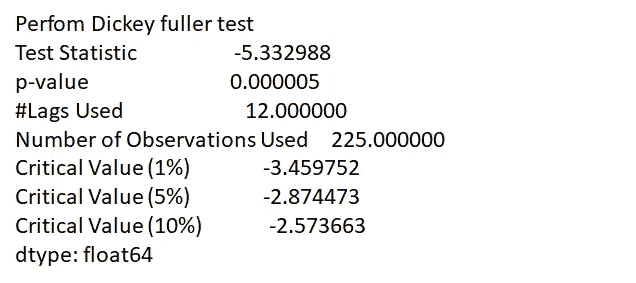 Perfom Dickey fuller test
Test Statistic -5.332988
p-value 0.000005
#Lags Used 12.000000
Number of Observations Used 225.000000
Critical Value (1%) -3.459752
Critical Value (5%) -2.874473
Critical Value (10%) -2.573663
dtype: float64